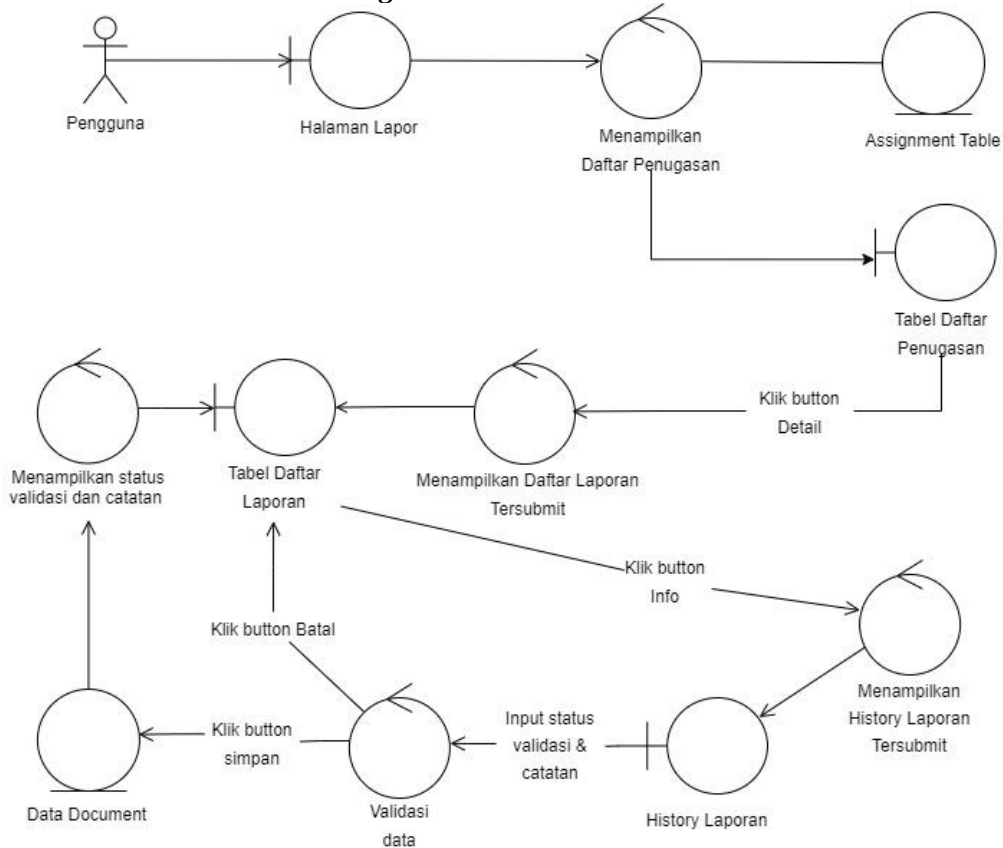 Pengguna
Halaman Lapor
Menampilkan
Daftar Penugasan
Assignment Table
Tabel Daftar
Penugasan
Klik button
Detail
Menampilkan status
validasi dan catatan
Tabel Daftar
Laporan
Menampilkan Daftar Laporan
Tersubmit
Klik button
Info
Klik button Batal
Menampilkan
History Laporan
Tersubmit
Klik button
simpan
Input status
validasi &
catatan
Data Document
Validasi
data
History Laporan